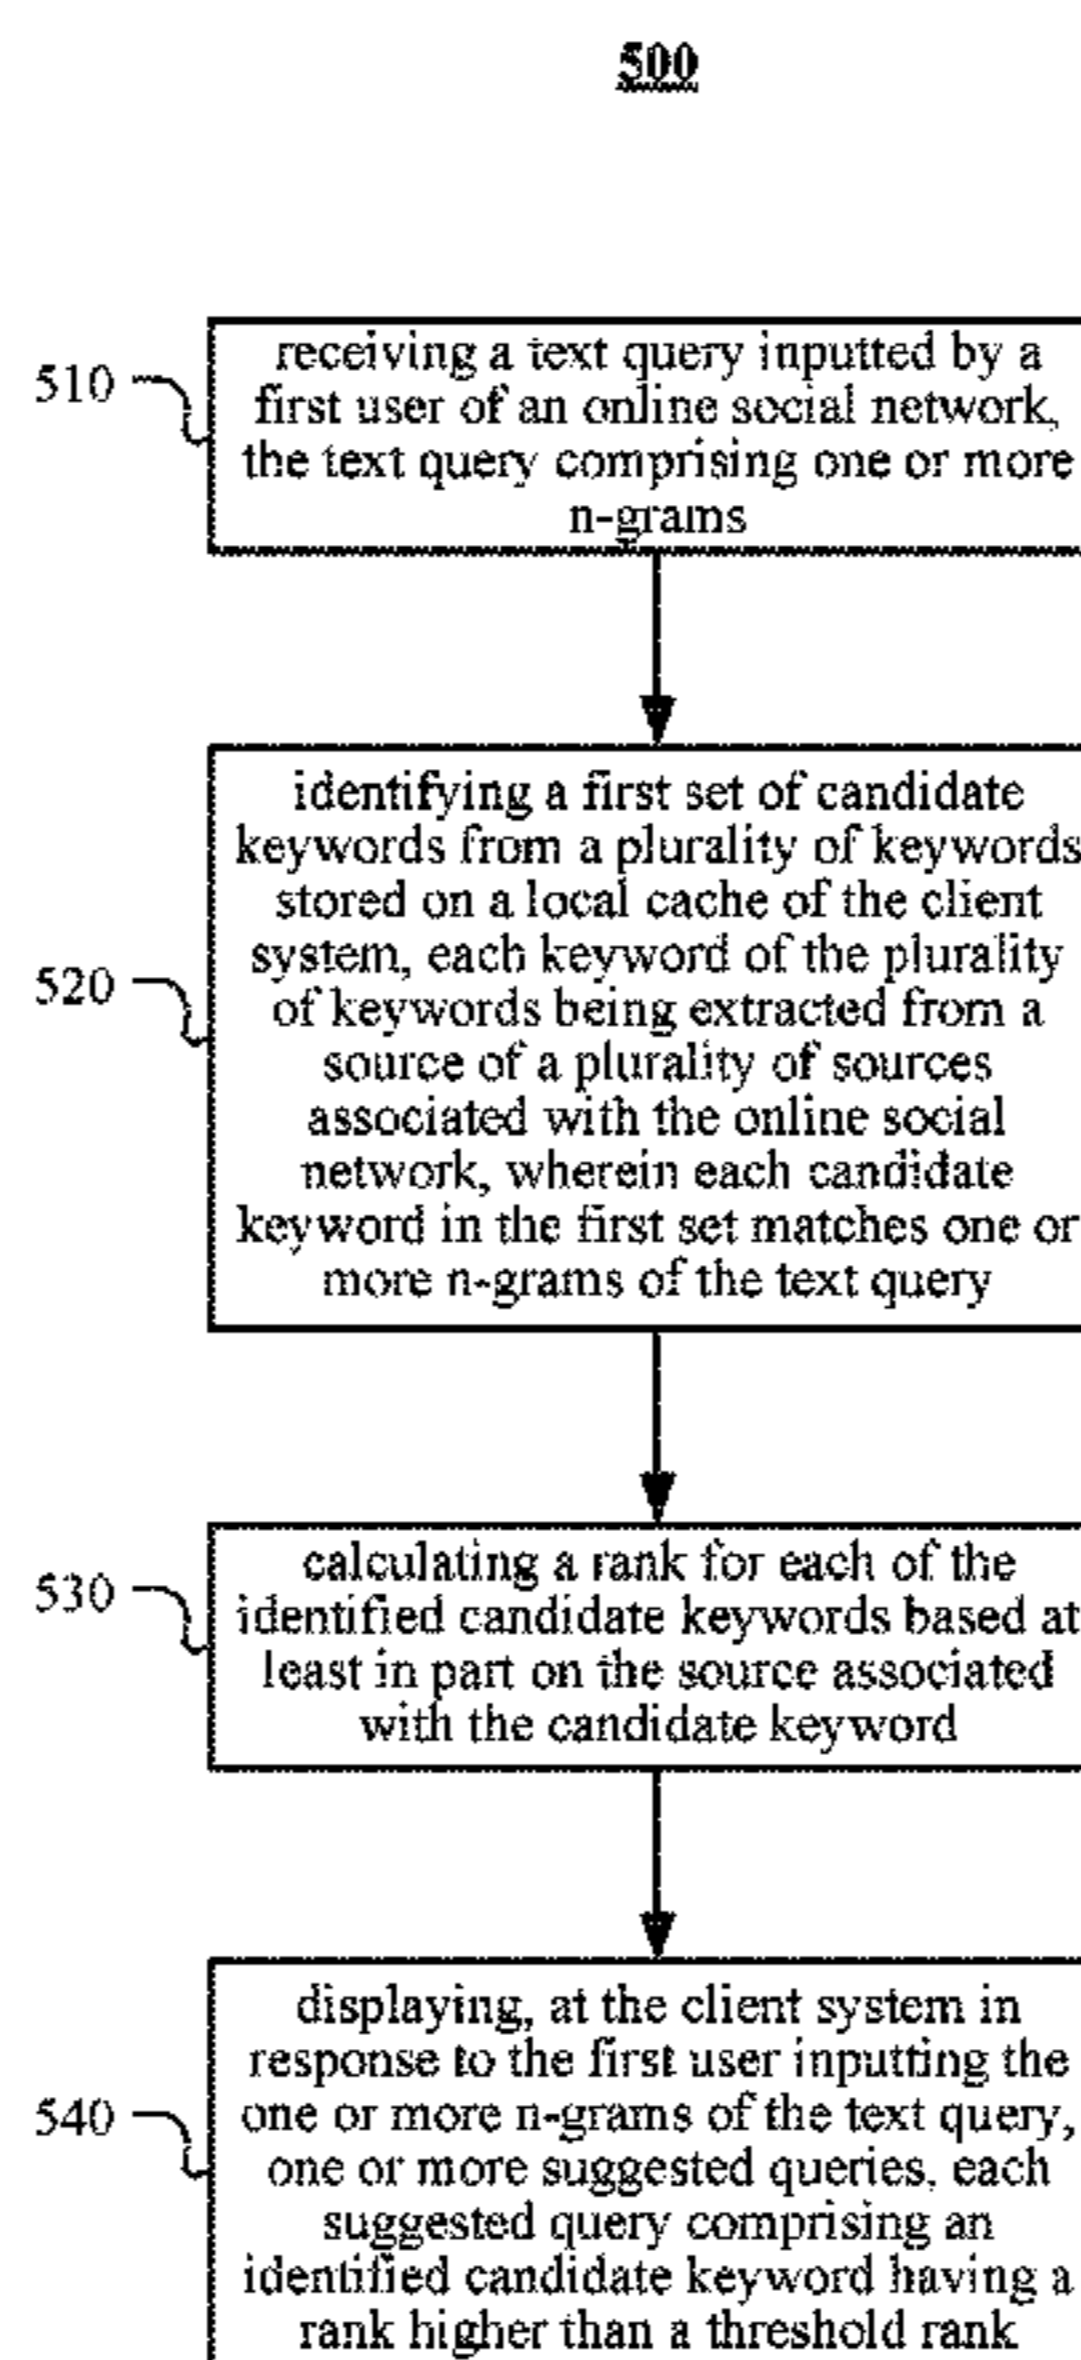 500
510
receiving a text query inputted by a
first user of an online social network,
the text query comprising one or more
n-grams
520
identifying a first set of candidate
keywords from a plurality of keywords
stored on a local cache of the client
system, each keyword of the plurality
of keywords being extracted from a
source of a plurality of sources
associated with the online social
network, wherein each candidate
keyword in the first set matches one or
more n-grams of the text query
530
calculating a rank for each of the
identified candidate keywords based at
least in part on the source associated
with the candidate keyword
540
displaying, at the client system in
response to the first user inputting the
one or more n-grams of the text query,
one or more suggested queries, each
suggested query comprising an
identified candidate keyword having a
rank higher than a threshold rank